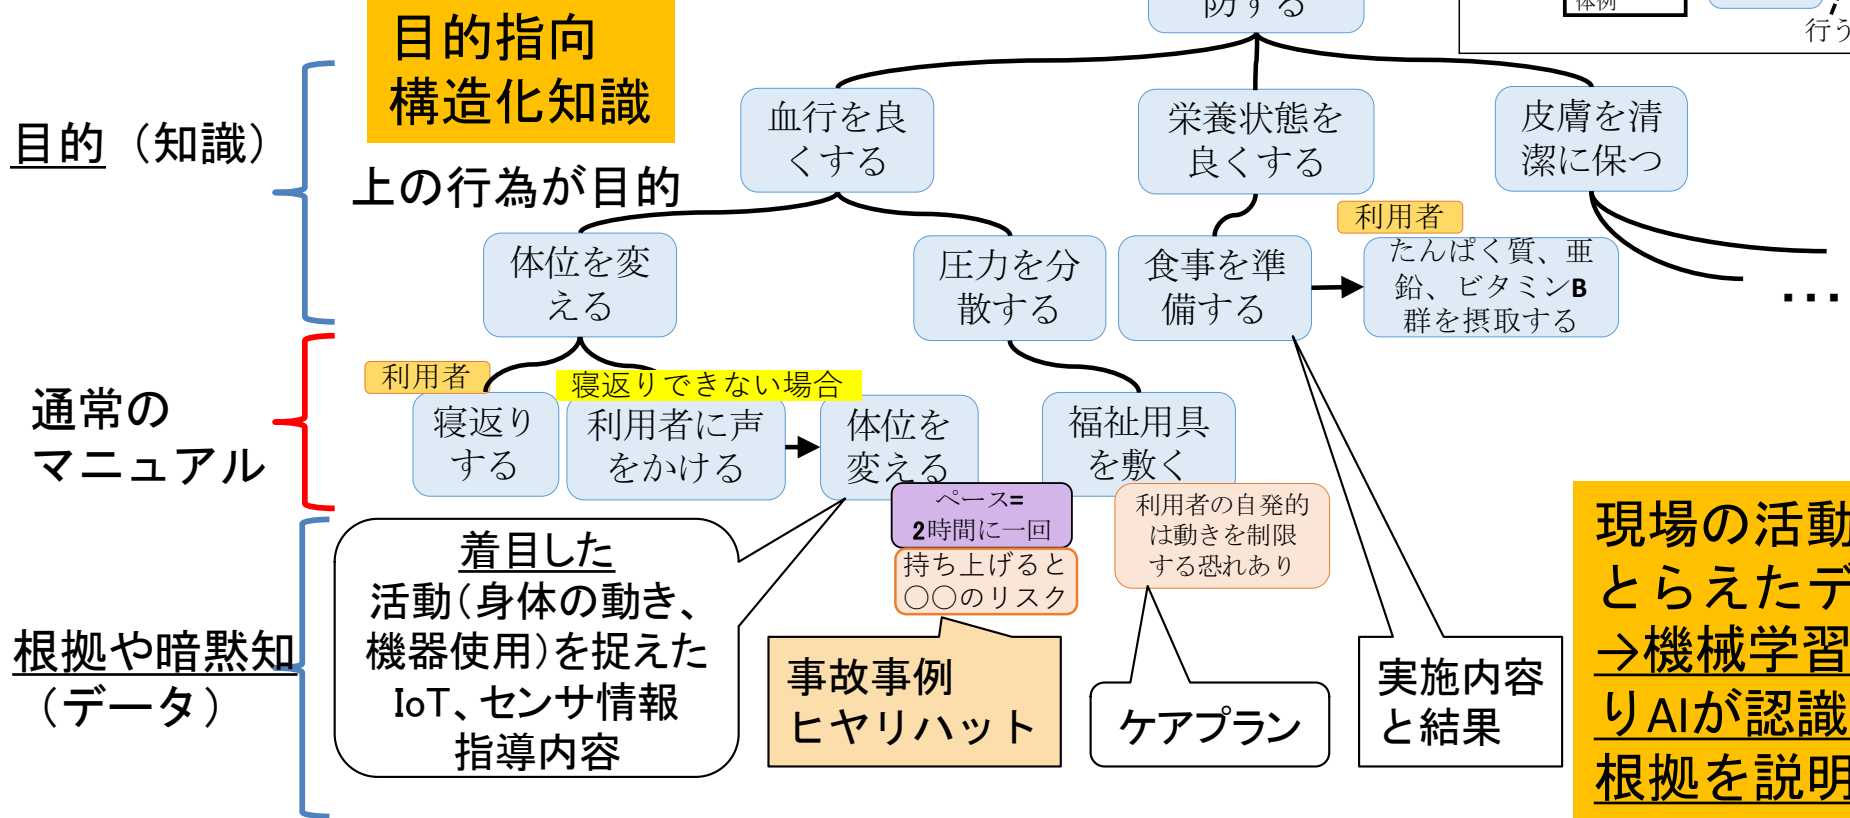 防する
体例
行う
目的指向
構造化知識
目的（知識）
上の行為が目的
血行を良
くする
栄養状態を
良くする
皮膚を清
潔に保つ
体位を変
える
圧力を分
散する
食事を準
備する
利用者
たんぱく質、亜
鉛、ビタミンB
群を摂取する
…
通常の
マニュアル
利用者
寝返り
する
寝返りできない場合
利用者に声
をかける
体位を
変える
福祉用具
を敷く
ペース=
2時間に一回
持ち上げると
〇〇のリスク
利用者の自発的
は動きを制限
する恐れあり
根拠や暗黙知
（データ）
着目した
活動（身体の動き、
機器使用）を捉えた
IoT、センサ情報
指導内容
事故事例
ヒヤリハット
ケアプラン
実施内容
と結果
現場の活動
とらえたデ
→機械学習
りAIが認識
根拠を説明